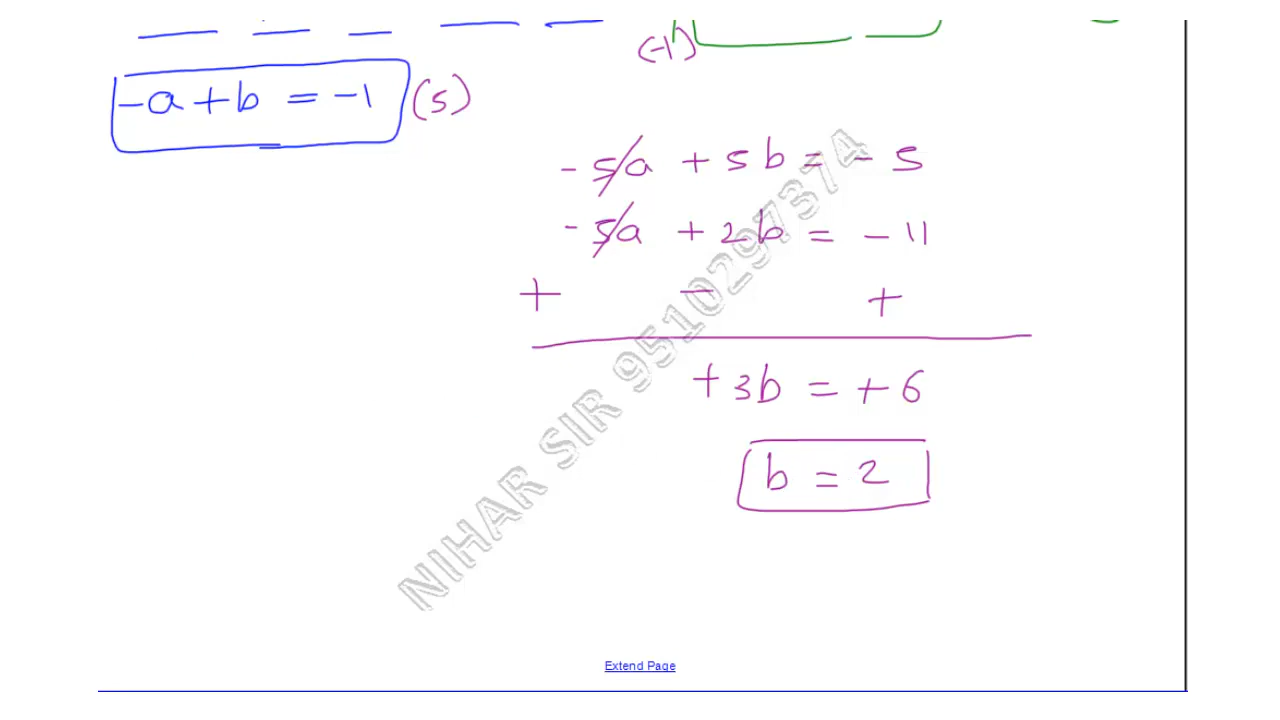 (-1)
-a + b = -1 (5)
- 5a + 5b = - 5
- 5a + 2b = - 11
+ - +
+ 3b = + 6
b = 2
NIHAR SIR 9510297374
Extend Page